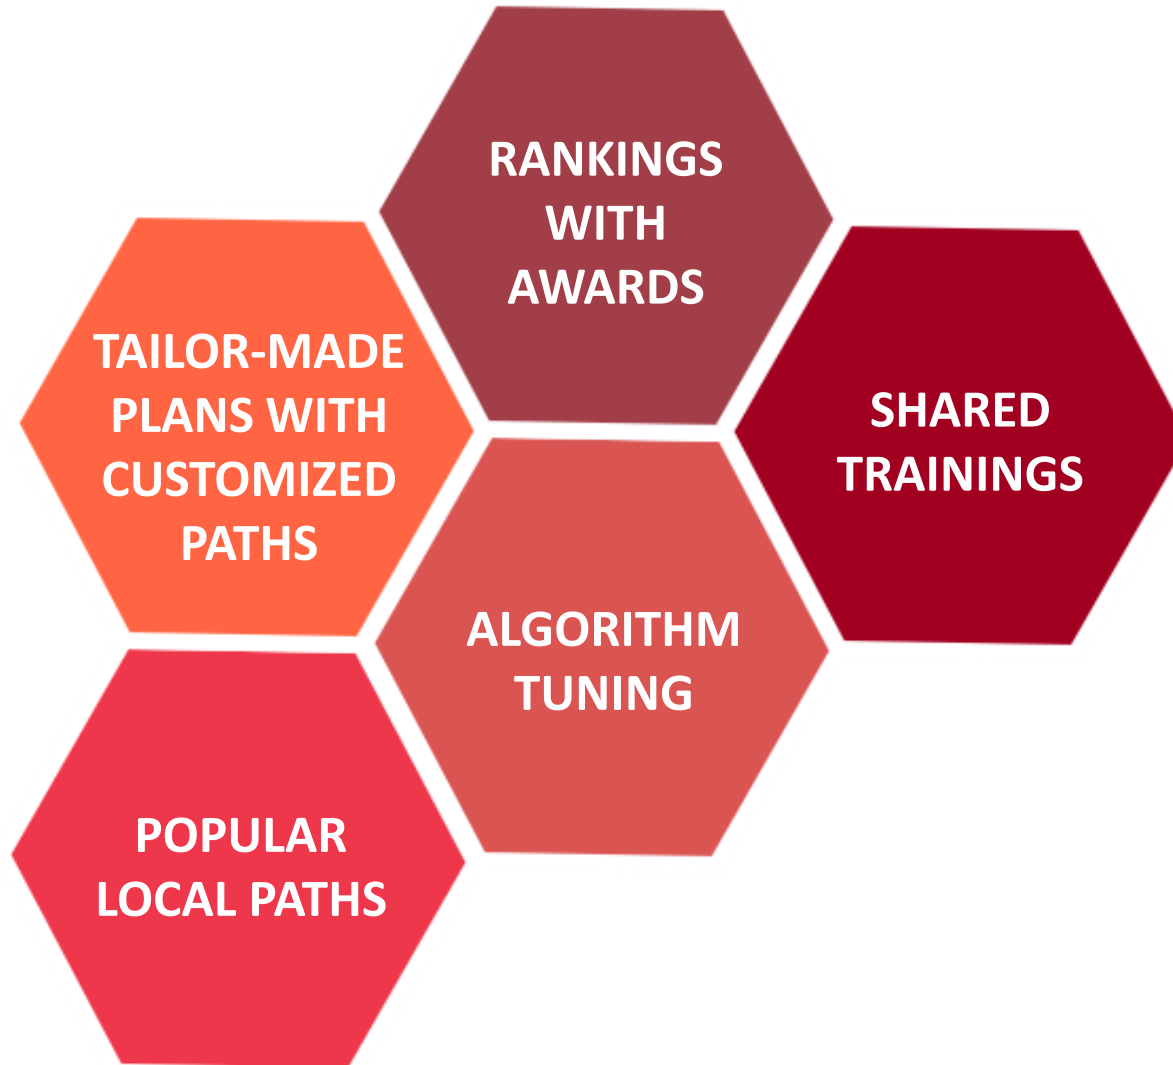 RANKINGS
WITH
AWARDS
TAILOR-MADE
PLANS WITH
CUSTOMIZED
PATHS
SHARED
TRAININGS
ALGORITHM
TUNING
POPULAR
LOCAL PATHS